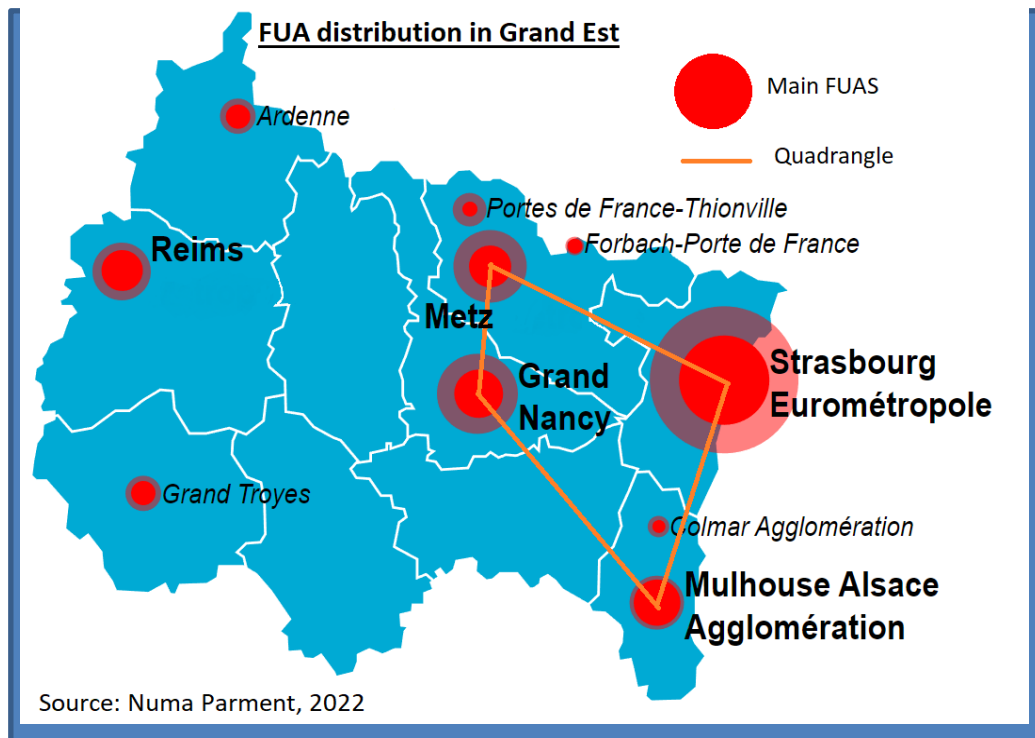 FUA distribution in Grand Est
Main FUAS
Quadrangle
Ardenne
Portes de France-Thionville
Forbach-Porte de France
Reims
Metz
Grand
Nancy
Strasbourg
Eurométropole
Grand Troyes
Colmar Agglomération
Mulhouse Alsace
Agglomération
Source: Numa Parment, 2022